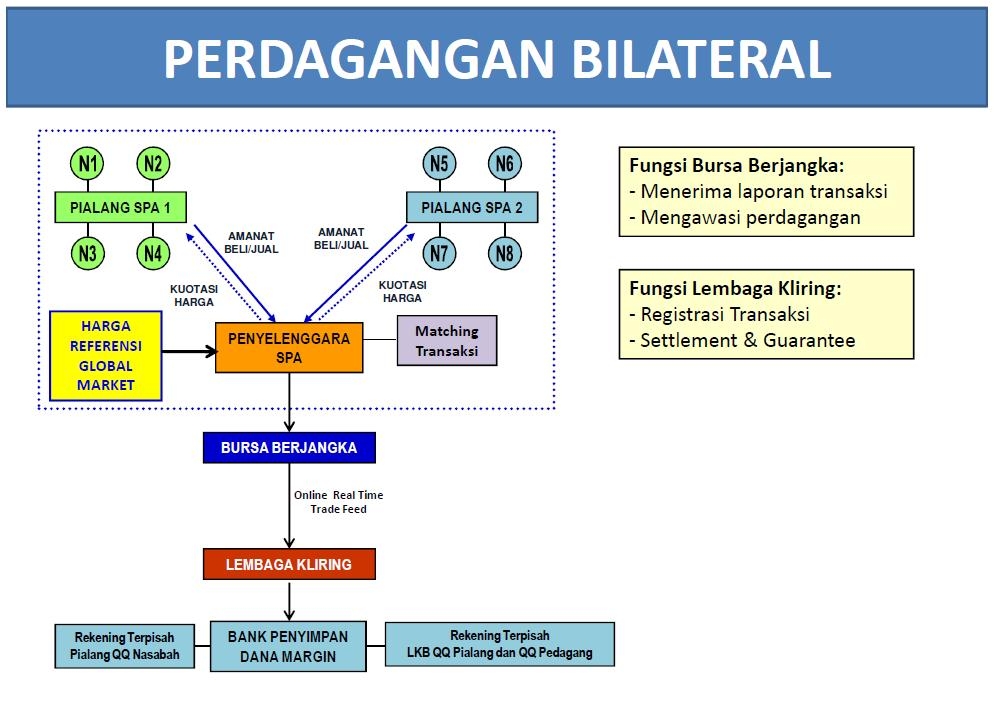 PERDAGANGAN BILATERAL
N1
N2
PIALANG SPA 1
N3
N4
N5
N6
PIALANG SPA 2
N7
N8
AMANAT
BELI/JUAL
AMANAT
BELI/JUAL
KUOTASI
HARGA
KUOTASI
HARGA
HARGA
REFERENSI
GLOBAL
MARKET
PENYELENGGARA
SPA
Matching
Transaksi
BURSA BERJANGKA
Online Real Time
Trade Feed
LEMBAGA KLIRING
Rekening Terpisah
Pialang QQ Nasabah
BANK PENYIMPAN
DANA MARGIN
Rekening Terpisah
LKB QQ Pialang dan QQ Pedagang
Fungsi Bursa Berjangka:
- Menerima laporan transaksi
- Mengawasi perdagangan
Fungsi Lembaga Kliring:
- Registrasi Transaksi
- Settlement & Guarantee